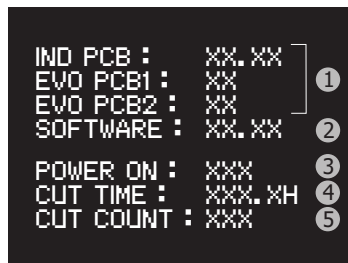 IND PCB : XX.XX
EVO PCB1 : XX 1
EVO PCB2 : XX
SOFTWARE : XX.XX 2
POWER ON : XXX 3
CUT TIME : XXX.XH 4
CUT COUNT : XXX 5